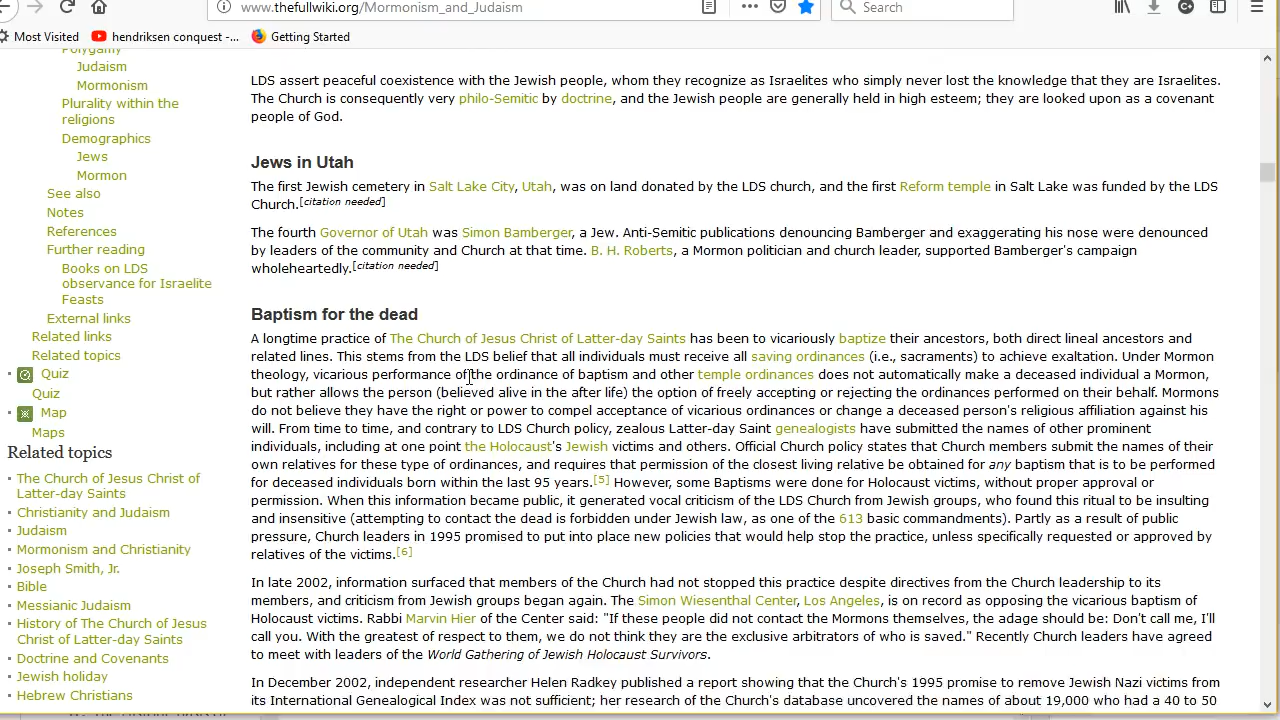 www.thefullwiki.org/Mormonism_and_Judaism
Search
Most Visited
hendriksen conquest -...
Getting Started
Polygamy
Judaism
Mormonism
Plurality within the
religions
Demographics
Jews
Mormon
See also
Notes
References
Further reading
Books on LDS
observance for Israelite
Feasts
External links
Related links
Related topics
Quiz
Quiz
Map
Maps
Related topics
The Church of Jesus Christ of
Latter-day Saints
Christianity and Judaism
Judaism
Mormonism and Christianity
Joseph Smith, Jr.
Bible
Messianic Judaism
History of The Church of Jesus
Christ of Latter-day Saints
Doctrine and Covenants
Jewish holiday
Hebrew Christians
LDS assert peaceful coexistence with the Jewish people, whom they recognize as Israelites who simply never lost the knowledge that they are Israelites.
The Church is consequently very philo-Semitic by doctrine, and the Jewish people are generally held in high esteem; they are looked upon as a covenant
people of God.
Jews in Utah
The first Jewish cemetery in Salt Lake City, Utah, was on land donated by the LDS church, and the first Reform temple in Salt Lake was funded by the LDS
Church.[citation needed]
The fourth Governor of Utah was Simon Bamberger, a Jew. Anti-Semitic publications denouncing Bamberger and exaggerating his nose were denounced
by leaders of the community and Church at that time. B. H. Roberts, a Mormon politician and church leader, supported Bamberger's campaign
wholeheartedly.[citation needed]
Baptism for the dead
A longtime practice of The Church of Jesus Christ of Latter-day Saints has been to vicariously baptize their ancestors, both direct lineal ancestors and
related lines. This stems from the LDS belief that all individuals must receive all saving ordinances (i.e., sacraments) to achieve exaltation. Under Mormon
theology, vicarious performance of the ordinance of baptism and other temple ordinances does not automatically make a deceased individual a Mormon,
but rather allows the person (believed alive in the after life) the option of freely accepting or rejecting the ordinances performed on their behalf. Mormons
do not believe they have the right or power to compel acceptance of vicarious ordinances or change a deceased person's religious affiliation against his
will. From time to time, and contrary to LDS Church policy, zealous Latter-day Saint genealogists have submitted the names of other prominent
individuals, including at one point the Holocaust's Jewish victims and others. Official Church policy states that Church members submit the names of their
own relatives for these type of ordinances, and requires that permission of the closest living relative be obtained for any baptism that is to be performed
for deceased individuals born within the last 95 years.[5] However, some Baptisms were done for Holocaust victims, without proper approval or
permission. When this information became public, it generated vocal criticism of the LDS Church from Jewish groups, who found this ritual to be insulting
and insensitive (attempting to contact the dead is forbidden under Jewish law, as one of the 613 basic commandments). Partly as a result of public
pressure, Church leaders in 1995 promised to put into place new policies that would help stop the practice, unless specifically requested or approved by
relatives of the victims.[6]
In late 2002, information surfaced that members of the Church had not stopped this practice despite directives from the Church leadership to its
members, and criticism from Jewish groups began again. The Simon Wiesenthal Center, Los Angeles, is on record as opposing the vicarious baptism of
Holocaust victims. Rabbi Marvin Hier of the Center said: "If these people did not contact the Mormons themselves, the adage should be: Don't call me, I'll
call you. With the greatest of respect to them, we do not think they are the exclusive arbitrators of who is saved." Recently Church leaders have agreed
to meet with leaders of the World Gathering of Jewish Holocaust Survivors.
In December 2002, independent researcher Helen Radkey published a report showing that the Church's 1995 promise to remove Jewish Nazi victims from
its International Genealogical Index was not sufficient; her research of the Church's database uncovered the names of about 19,000 who had a 40 to 50